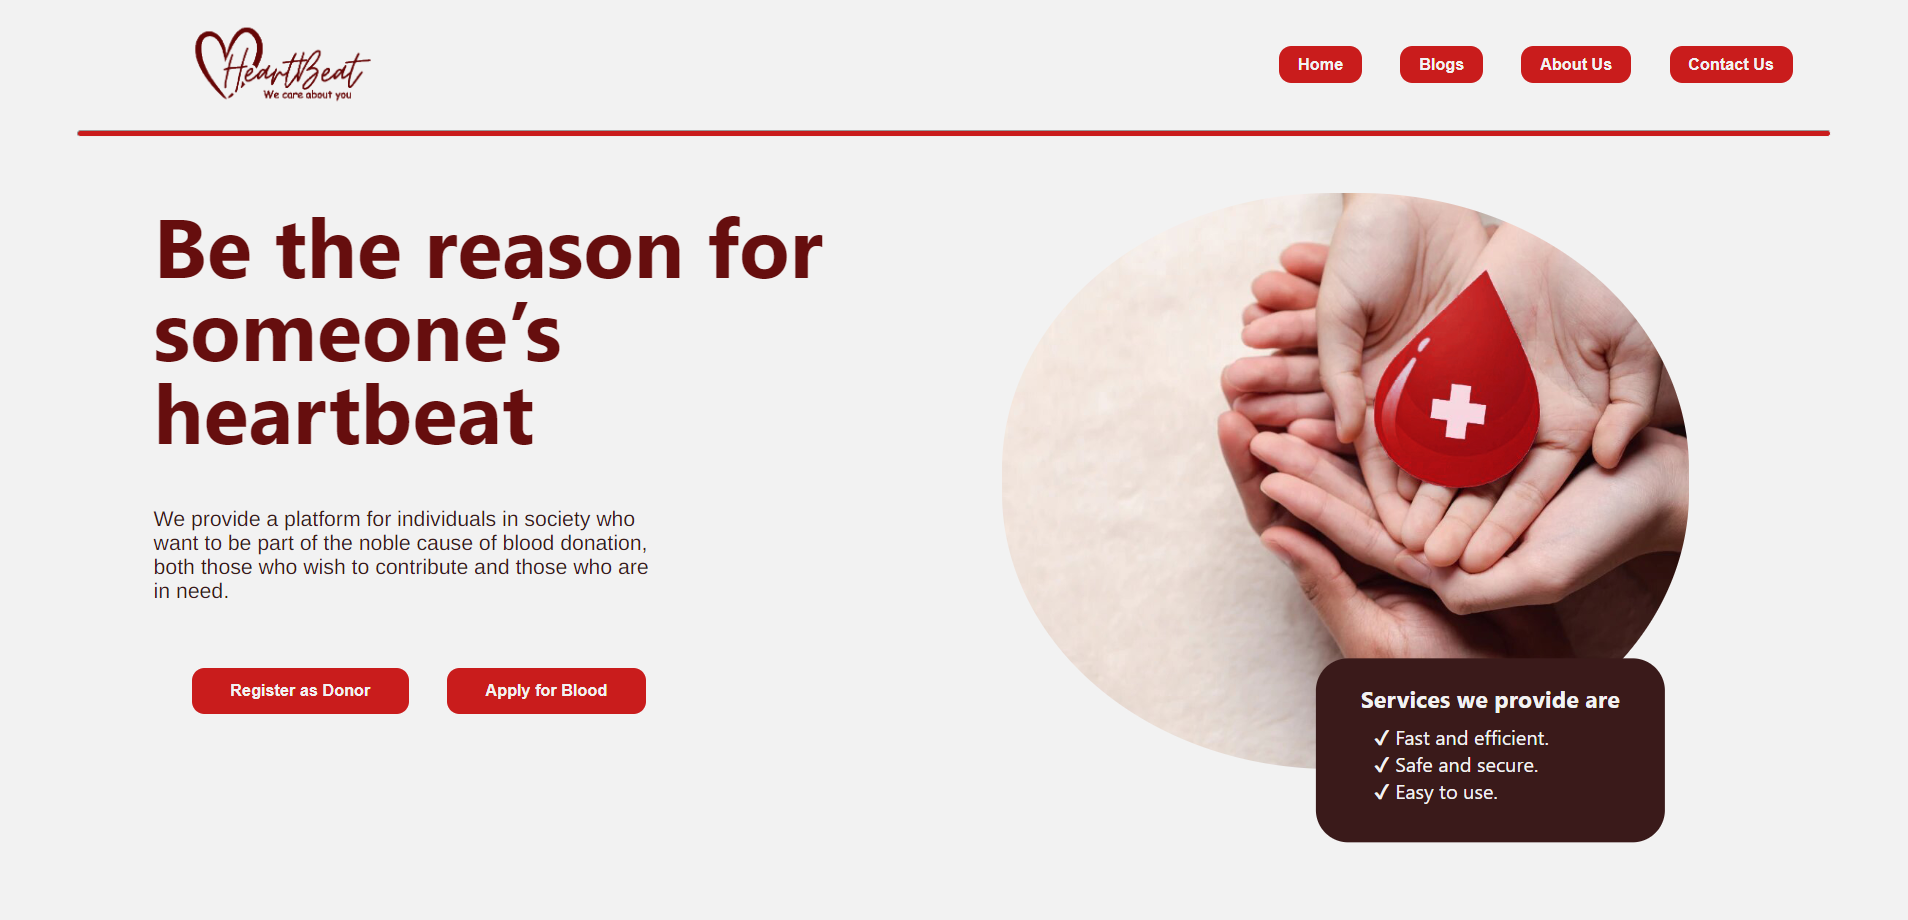 HeartBeat
We care about you
Home
Blogs
About Us
Contact Us
Be the reason for
someone’s
heartbeat
We provide a platform for individuals in society who
want to be part of the noble cause of blood donation,
both those who wish to contribute and those who are
in need.
Register as Donor
Apply for Blood
Services we provide are
✓ Fast and efficient.
✓ Safe and secure.
✓ Easy to use.